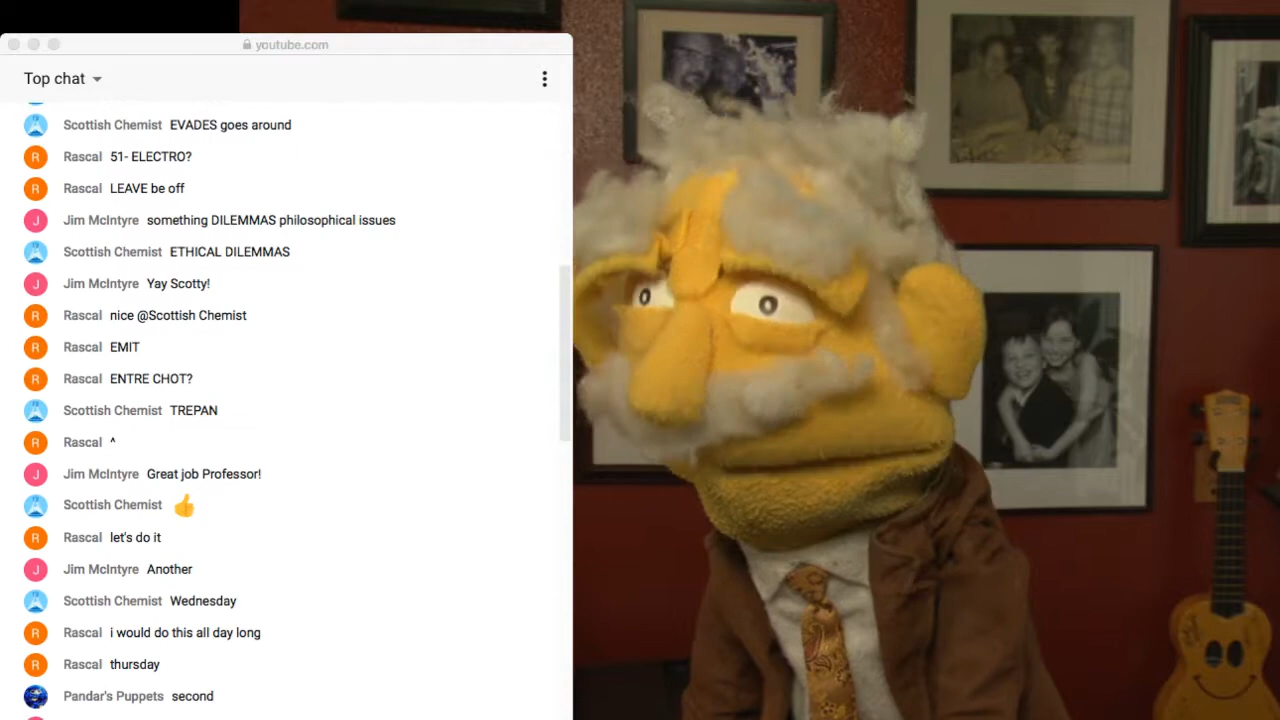 youtube.com
Top chat
Scottish Chemist EVADES goes around
Rascal 51- ELECTRO?
Rascal LEAVE be off
Jim McIntyre something DILEMMAS philosophical issues
Scottish Chemist ETHICAL DILEMMAS
Jim McIntyre Yay Scotty!
Rascal nice @Scottish Chemist
Rascal EMIT
Rascal ENTRE CHOT?
Scottish Chemist TREPAN
Rascal ^
Jim McIntyre Great job Professor!
Scottish Chemist 👍
Rascal let's do it
Jim McIntyre Another
Scottish Chemist Wednesday
Rascal i would do this all day long
Rascal thursday
Pandar's Puppets second